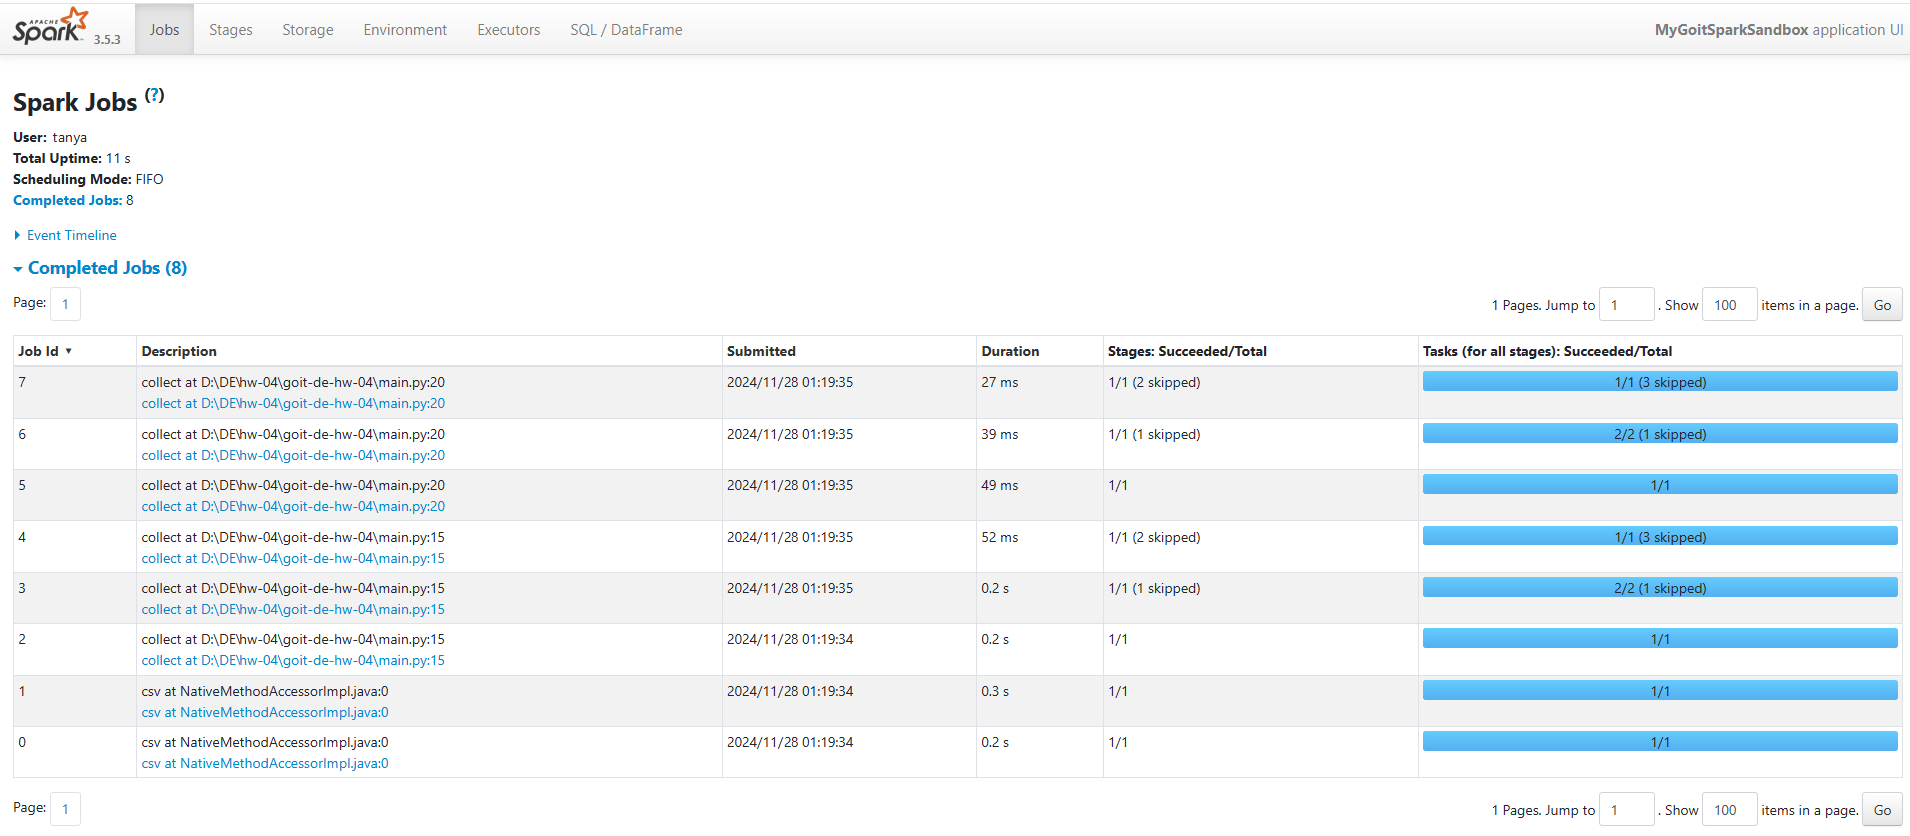 APACHE
Spark 3.5.3 Jobs Stages Storage Environment Executors SQL / DataFrame MyGoitSparkSandbox application UI
Spark Jobs (?)
User: tanya
Total Uptime: 11 s
Scheduling Mode: FIFO
Completed Jobs: 8
Event Timeline
Completed Jobs (8)
Page: 1 1 Pages. Jump to 1 . Show 100 items in a page. Go
Job Id ▾ Description Submitted Duration Stages: Succeeded/Total Tasks (for all stages): Succeeded/Total
7 collect at D:\DE\hw-04\goit-de-hw-04\main.py:20 2024/11/28 01:19:35 27 ms 1/1 (2 skipped) 1/1 (3 skipped)
collect at D:\DE\hw-04\goit-de-hw-04\main.py:20
6 collect at D:\DE\hw-04\goit-de-hw-04\main.py:20 2024/11/28 01:19:35 39 ms 1/1 (1 skipped) 2/2 (1 skipped)
collect at D:\DE\hw-04\goit-de-hw-04\main.py:20
5 collect at D:\DE\hw-04\goit-de-hw-04\main.py:20 2024/11/28 01:19:35 49 ms 1/1 1/1
collect at D:\DE\hw-04\goit-de-hw-04\main.py:20
4 collect at D:\DE\hw-04\goit-de-hw-04\main.py:15 2024/11/28 01:19:35 52 ms 1/1 (2 skipped) 1/1 (3 skipped)
collect at D:\DE\hw-04\goit-de-hw-04\main.py:15
3 collect at D:\DE\hw-04\goit-de-hw-04\main.py:15 2024/11/28 01:19:35 0.2 s 1/1 (1 skipped) 2/2 (1 skipped)
collect at D:\DE\hw-04\goit-de-hw-04\main.py:15
2 collect at D:\DE\hw-04\goit-de-hw-04\main.py:15 2024/11/28 01:19:34 0.2 s 1/1 1/1
collect at D:\DE\hw-04\goit-de-hw-04\main.py:15
1 csv at NativeMethodAccessorImpl.java:0 2024/11/28 01:19:34 0.3 s 1/1 1/1
csv at NativeMethodAccessorImpl.java:0
0 csv at NativeMethodAccessorImpl.java:0 2024/11/28 01:19:34 0.2 s 1/1 1/1
csv at NativeMethodAccessorImpl.java:0
Page: 1 1 Pages. Jump to 1 . Show 100 items in a page. Go